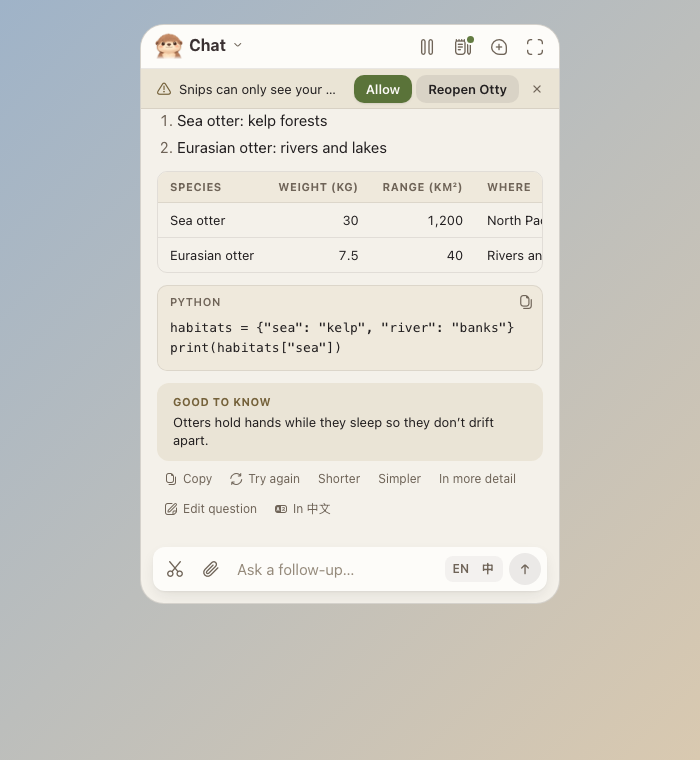 Chat
Snips can only see your ... Allow Reopen Otty
1. Sea otter: kelp forests
2. Eurasian otter: rivers and lakes
SPECIES WEIGHT (KG) RANGE (KM²) WHERE
Sea otter 30 1,200 North Pac
Eurasian otter 7.5 40 Rivers an
PYTHON
habitats = {"sea": "kelp", "river": "banks"}
print(habitats["sea"])
GOOD TO KNOW
Otters hold hands while they sleep so they don’t drift
apart.
Copy Try again Shorter Simpler In more detail
Edit question In 中文
Ask a follow-up... EN 中